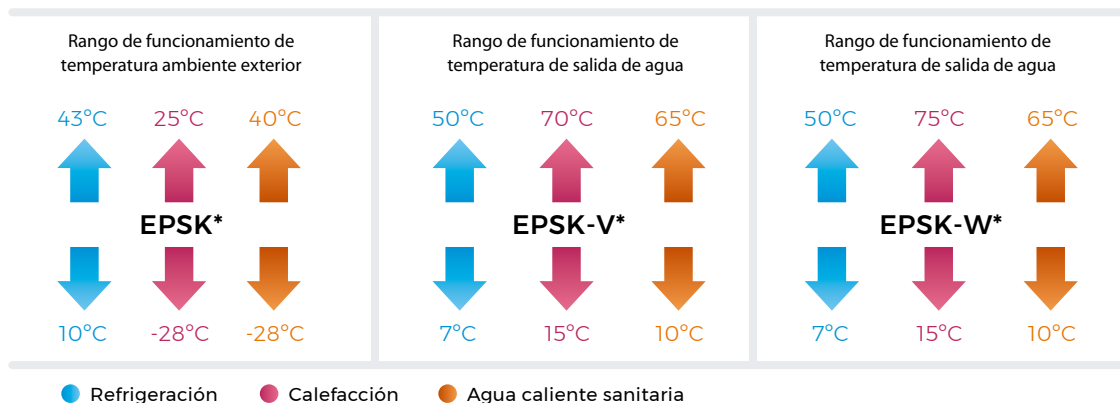 Rango de funcionamiento de
temperatura ambiente exterior
43°C 25°C 40°C
EPSK*
10°C -28°C -28°C
Rango de funcionamiento de
temperatura de salida de agua
50°C 70°C 65°C
EPSK-V*
7°C 15°C 10°C
Rango de funcionamiento de
temperatura de salida de agua
50°C 75°C 65°C
EPSK-W*
7°C 15°C 10°C
Refrigeración Calefacción Agua caliente sanitaria